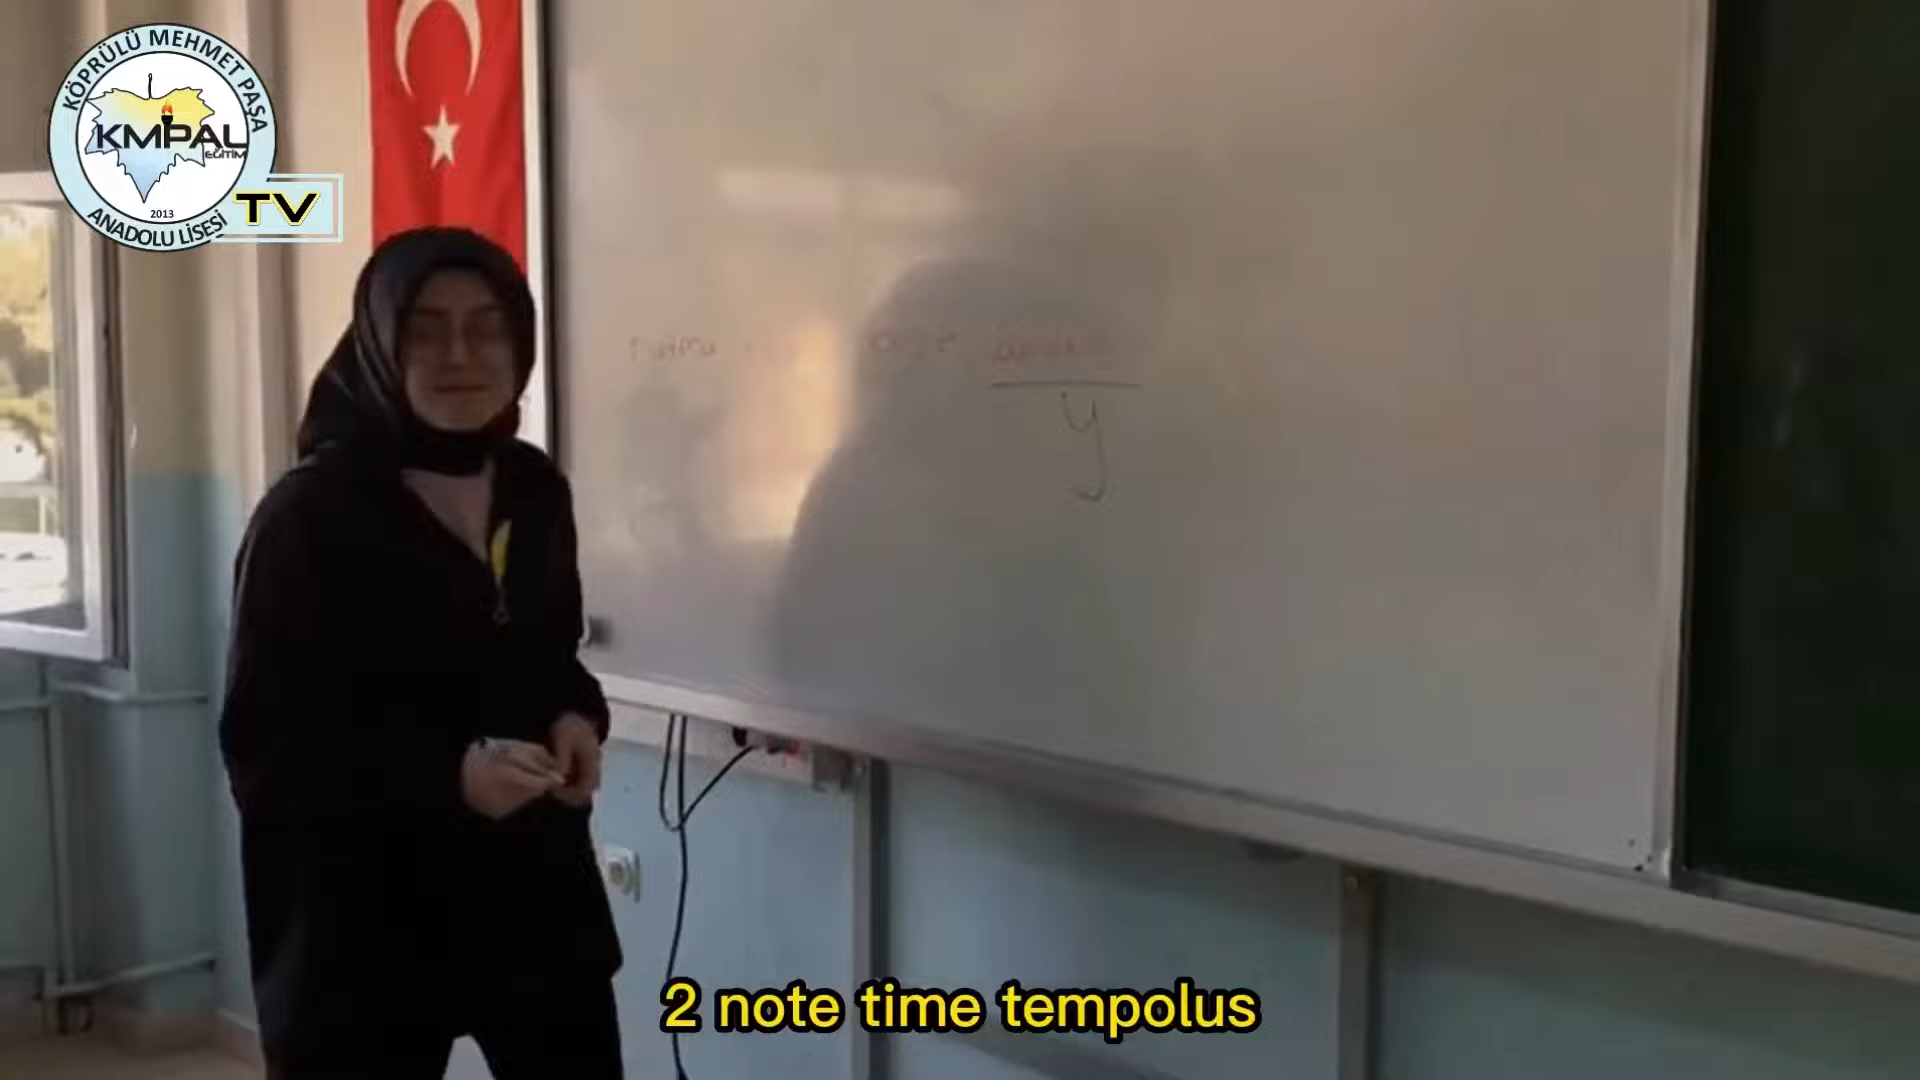 KÖPRÜLÜ MEHMET PAŞA
KMPAL
EĞİTİM
2013
ANADOLU LİSESİ
TV
y
2 note time tempolus